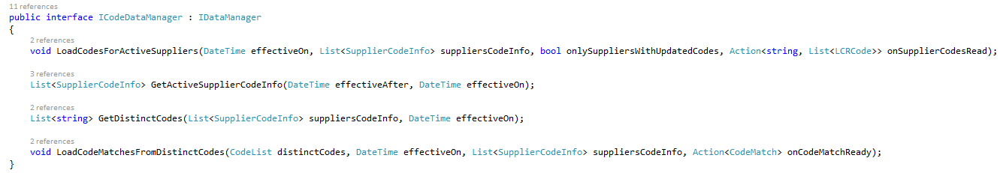 11 references
public interface ICodeDataManager : IDataManager
{
2 references
void LoadCodesForActiveSuppliers(DateTime effectiveOn, List<SupplierCodeInfo> suppliersCodeInfo, bool onlySuppliersWithUpdatedCodes, Action<string, List<LCRCode>> onSupplierCodesRead);
3 references
List<SupplierCodeInfo> GetActiveSupplierCodeInfo(DateTime effectiveAfter, DateTime effectiveOn);
2 references
List<string> GetDistinctCodes(List<SupplierCodeInfo> suppliersCodeInfo, DateTime effectiveOn);
2 references
void LoadCodeMatchesFromDistinctCodes(CodeList distinctCodes, DateTime effectiveOn, List<SupplierCodeInfo> suppliersCodeInfo, Action<CodeMatch> onCodeMatchReady);
}